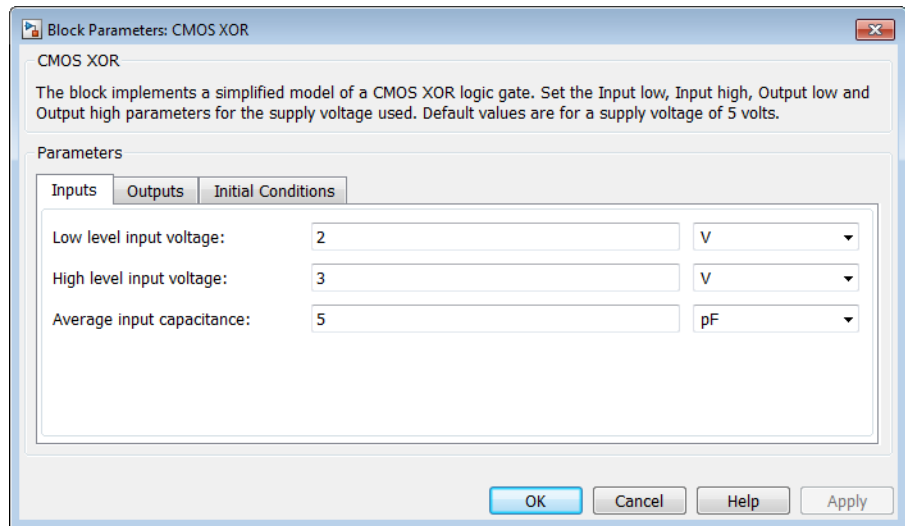 Block Parameters: CMOS XOR
CMOS XOR
The block implements a simplified model of a CMOS XOR logic gate. Set the Input low, Input high, Output low and
Output high parameters for the supply voltage used. Default values are for a supply voltage of 5 volts.
Parameters
Inputs Outputs Initial Conditions
Low level input voltage: 2 V
High level input voltage: 3 V
Average input capacitance: 5 pF
OK Cancel Help Apply